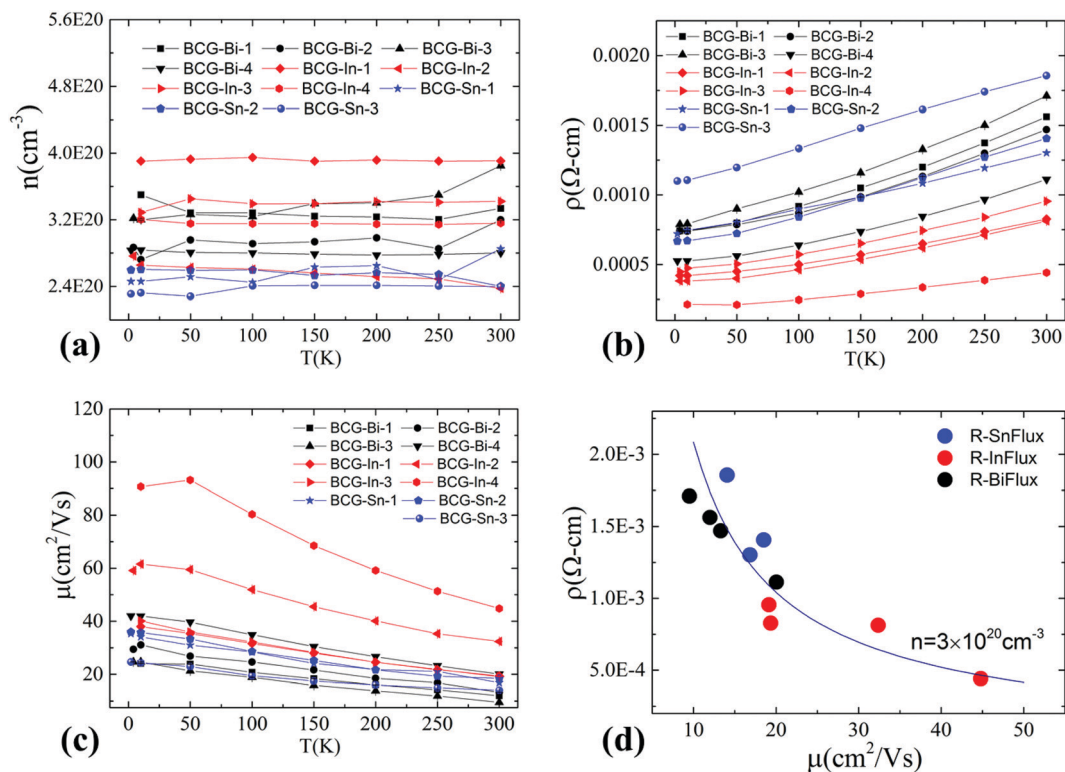 (a)
n(cm⁻³)
5.6E20
4.8E20
4.0E20
3.2E20
2.4E20
BCG-Bi-1 BCG-Bi-2 BCG-Bi-3
BCG-Bi-4 BCG-In-1 BCG-In-2
BCG-In-3 BCG-In-4 BCG-Sn-1
BCG-Sn-2 BCG-Sn-3
0 50 100 150 200 250 300
T(K)
(b)
ρ(Ω-cm)
0.0020
0.0015
0.0010
0.0005
BCG-Bi-1 BCG-Bi-2
BCG-Bi-3 BCG-Bi-4
BCG-In-1 BCG-In-2
BCG-In-3 BCG-In-4
BCG-Sn-1 BCG-Sn-2
BCG-Sn-3
0 50 100 150 200 250 300
T(K)
(c)
μ(cm²/Vs)
120
100
80
60
40
20
BCG-Bi-1 BCG-Bi-2
BCG-Bi-3 BCG-Bi-4
BCG-In-1 BCG-In-2
BCG-In-3 BCG-In-4
BCG-Sn-1 BCG-Sn-2
BCG-Sn-3
0 50 100 150 200 250 300
T(K)
(d)
ρ(Ω-cm)
2.0E-3
1.5E-3
1.0E-3
5.0E-4
R-SnFlux
R-InFlux
R-BiFlux
n=3×10²⁰cm⁻³
10 20 30 40 50
μ(cm²/Vs)